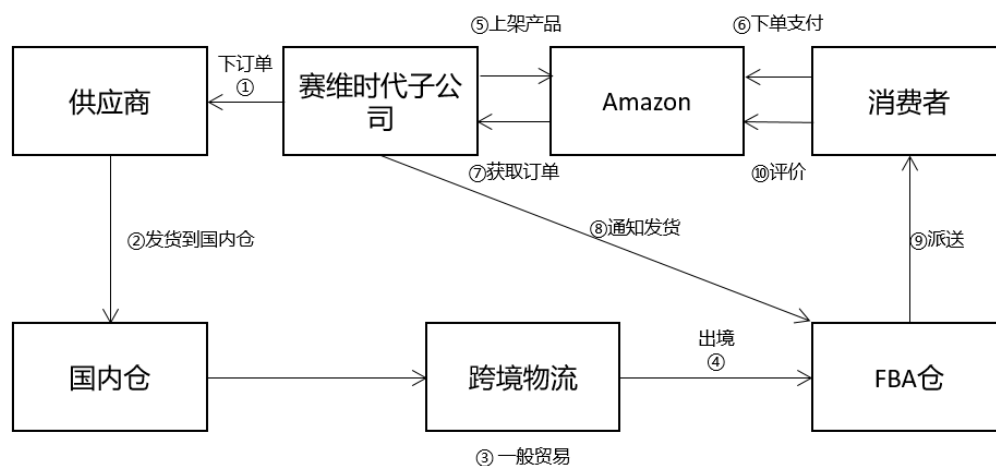 ⑤上架产品
⑥下单支付
下订单
①
供应商
赛维时代子公
司
Amazon
消费者
⑦获取订单
⑩评价
②发货到国内仓
⑧通知发货
⑨派送
国内仓
跨境物流
出境
④
FBA仓
③一般贸易